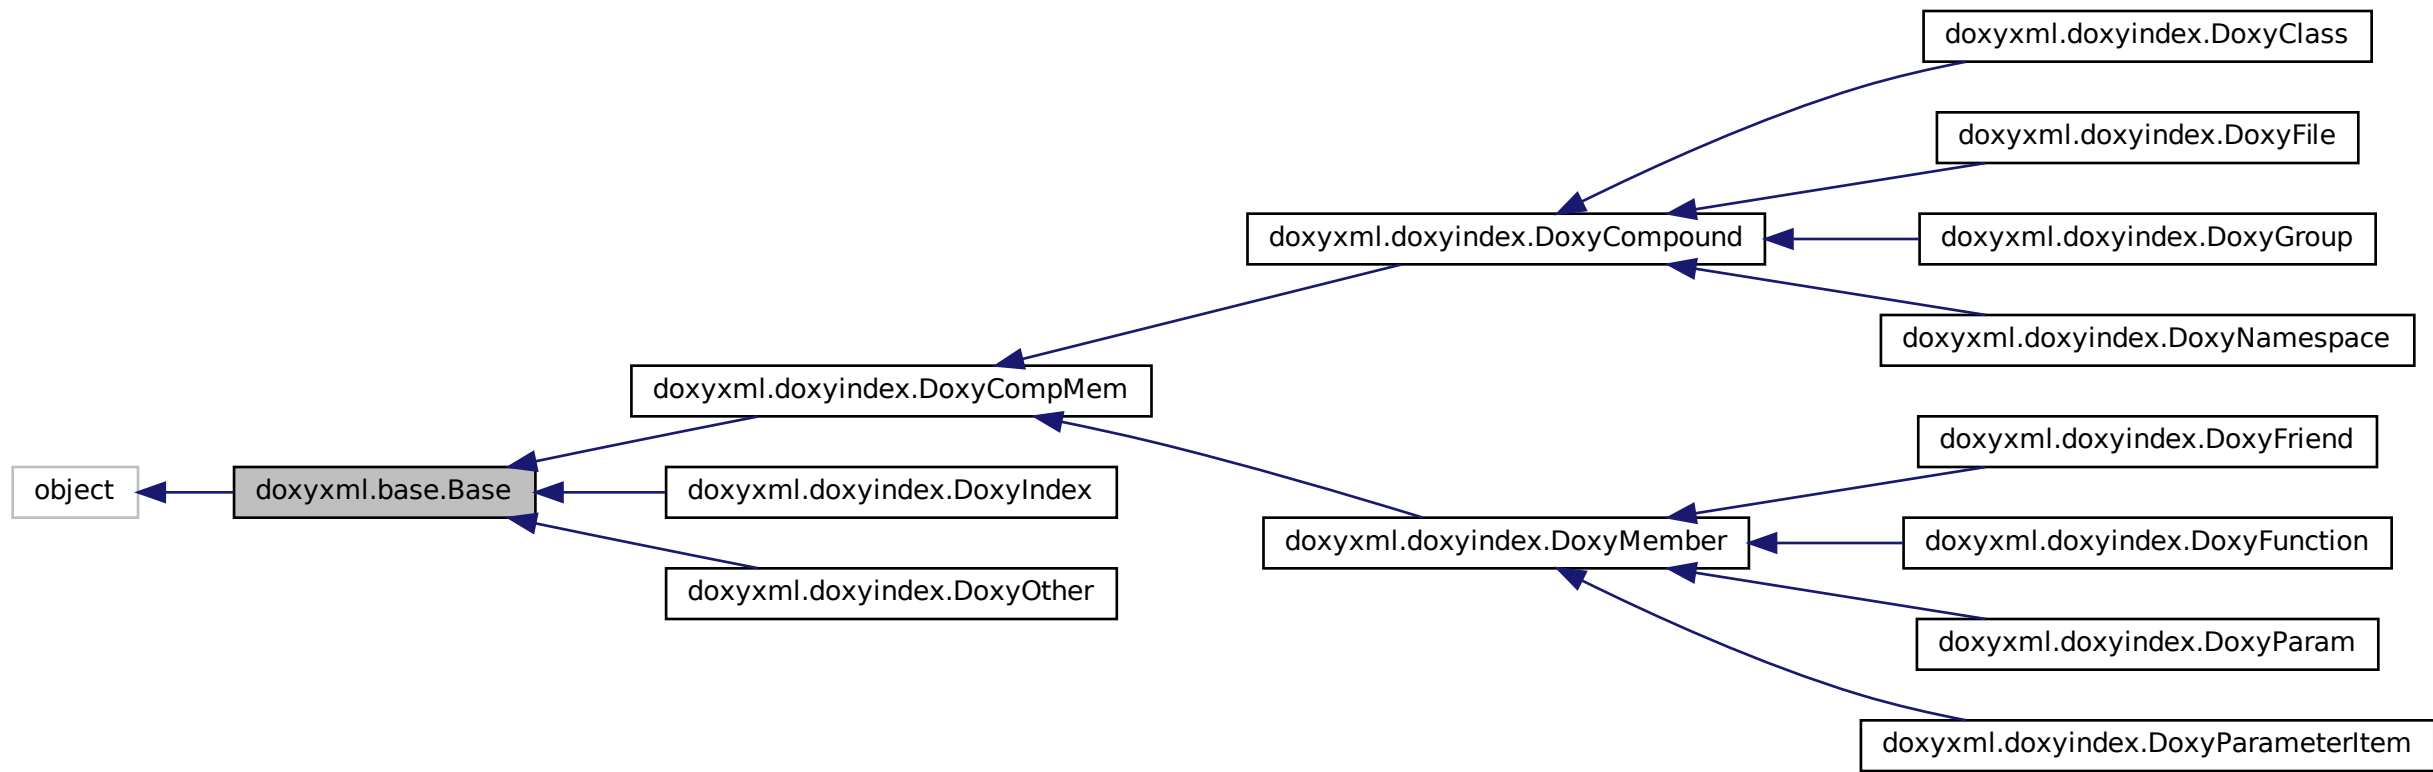 doxyxml.doxyindex.DoxyClass
doxyxml.doxyindex.DoxyFile
doxyxml.doxyindex.DoxyCompound
doxyxml.doxyindex.DoxyGroup
doxyxml.doxyindex.DoxyNamespace
doxyxml.doxyindex.DoxyCompMem
doxyxml.doxyindex.DoxyFriend
object
doxyxml.base.Base
doxyxml.doxyindex.DoxyIndex
doxyxml.doxyindex.DoxyMember
doxyxml.doxyindex.DoxyFunction
doxyxml.doxyindex.DoxyOther
doxyxml.doxyindex.DoxyParam
doxyxml.doxyindex.DoxyParameterItem